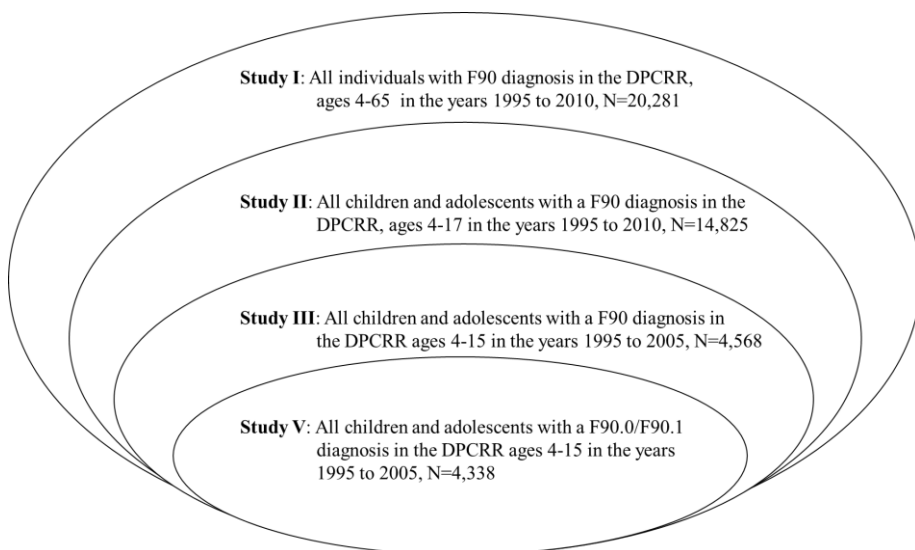 Study I: All individuals with F90 diagnosis in the DPCRR,
ages 4-65 in the years 1995 to 2010, N=20,281
Study II: All children and adolescents with a F90 diagnosis in the
DPCRR, ages 4-17 in the years 1995 to 2010, N=14,825
Study III: All children and adolescents with a F90 diagnosis in
the DPCRR ages 4-15 in the years 1995 to 2005, N=4,568
Study V: All children and adolescents with a F90.0/F90.1
diagnosis in the DPCRR ages 4-15 in the years
1995 to 2005, N=4,338